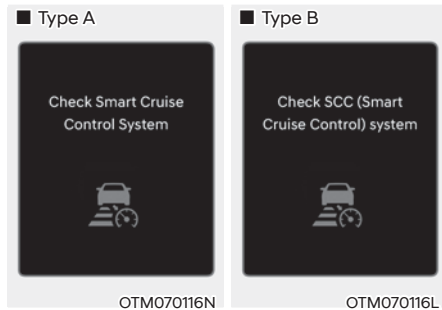 ■ Type A
Check Smart Cruise
Control System
OTM070116N
■ Type B
Check SCC (Smart
Cruise Control) system
OTM070116L